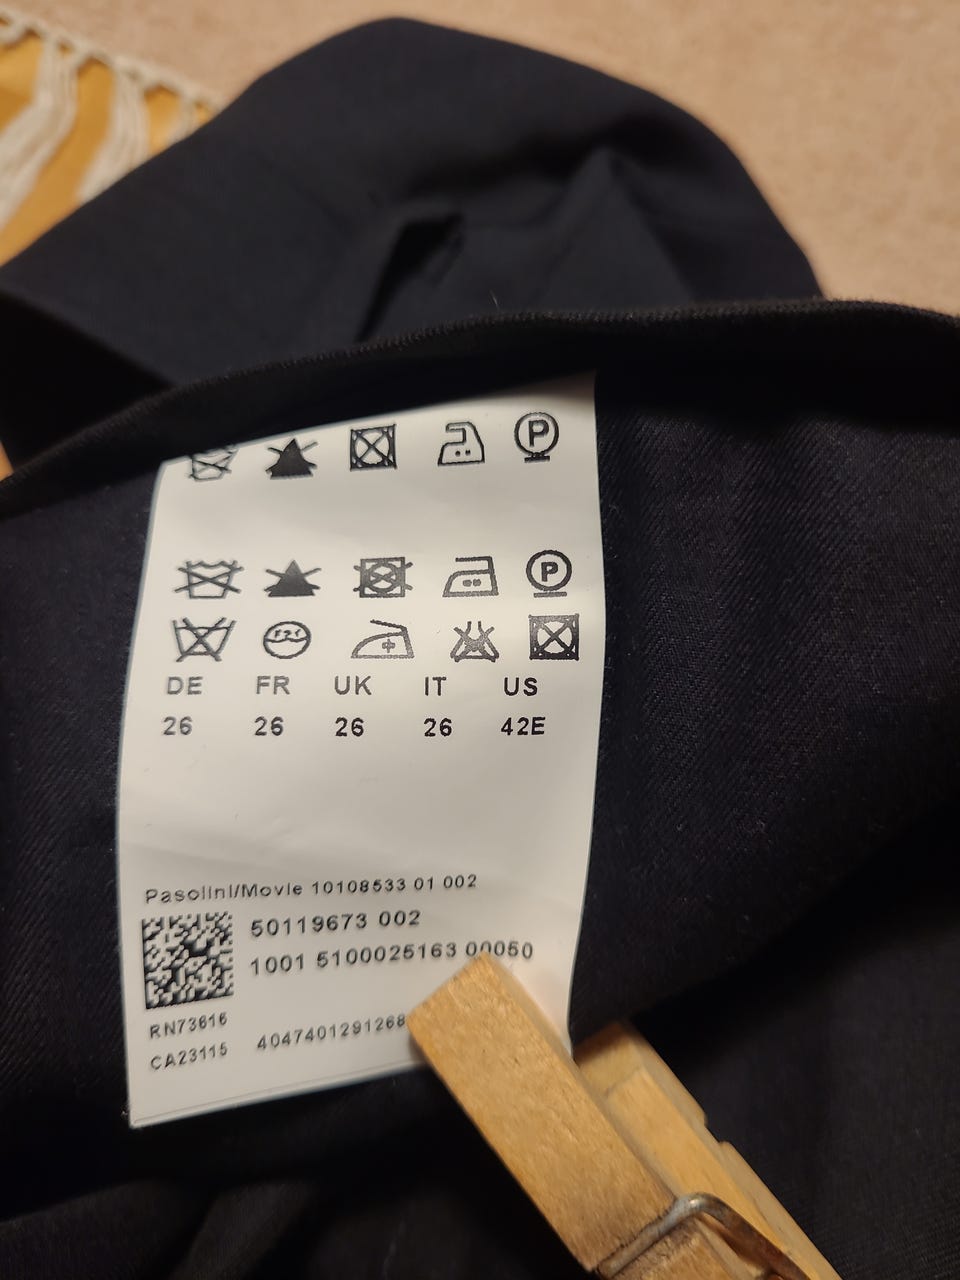 P
P
DE FR UK IT US
26 26 26 26 42E
Pasolini/Movie 10108533 01 002
50119673 002
1001 5100025163 00050
RN73616
CA23115 4047401291268